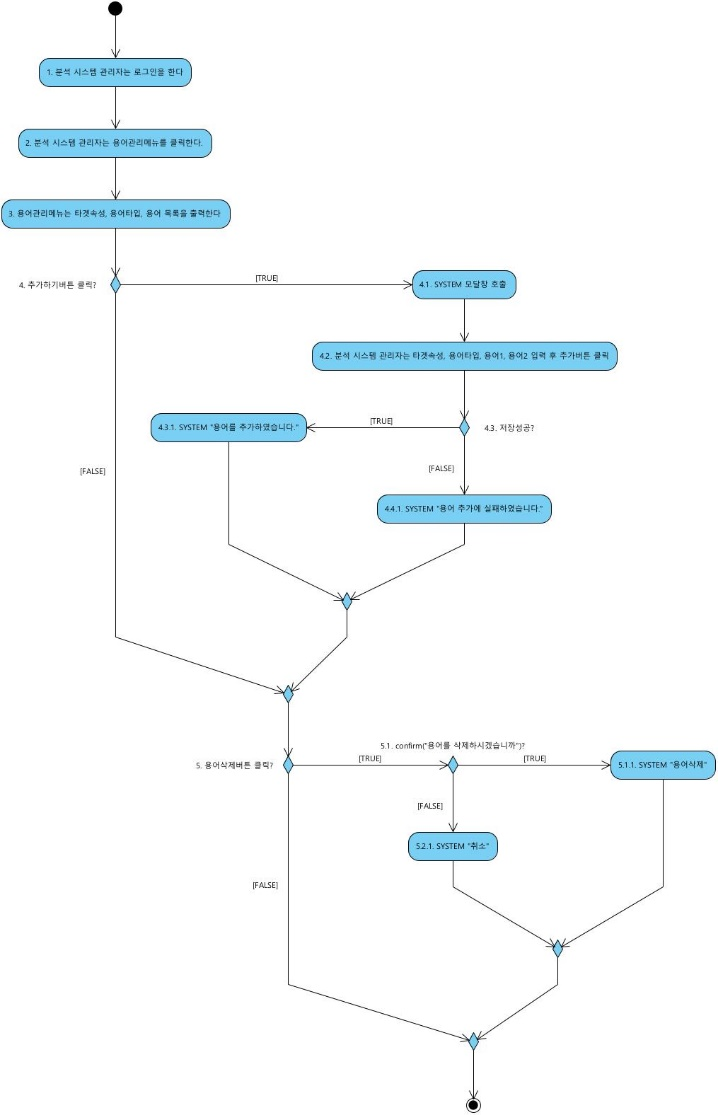 1. 분석 시스템 관리자는 로그인을 한다
2. 분석 시스템 관리자는 용어관리메뉴를 클릭한다.
3. 용어관리메뉴는 타겟속성, 용어타입, 용어 목록을 출력한다
4. 추가하기버튼 클릭?
[TRUE]
4.1. SYSTEM 모달창 호출
4.2. 분석 시스템 관리자는 타겟속성, 용어타입, 용어1, 용어2 입력 후 추가버튼 클릭
4.3.1. SYSTEM "용어를 추가하였습니다."
[TRUE]
4.3. 저장성공?
[FALSE]
[FALSE]
4.4.1. SYSTEM "용어 추가에 실패하였습니다."
5.1. confirm("용어를 삭제하시겠습니까")?
5. 용어삭제버튼 클릭?
[TRUE]
[TRUE]
5.1.1. SYSTEM "용어삭제"
[FALSE]
5.2.1. SYSTEM "취소"
[FALSE]